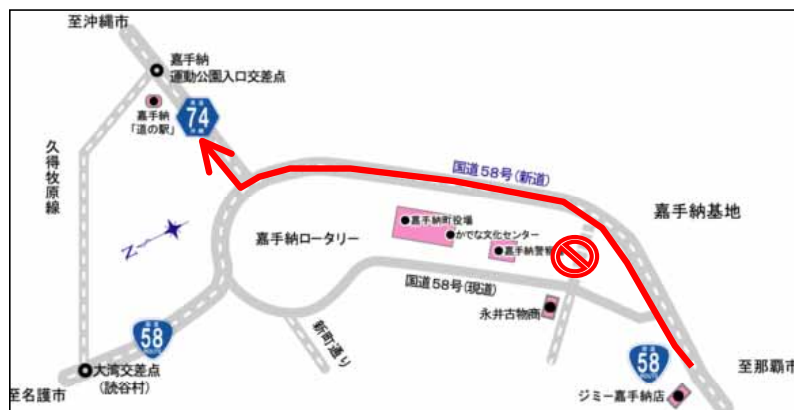 至沖縄市
嘉手納
運動公園入口交差点
嘉手納
「道の駅」
74
久得牧原線
国道58号(新道)
嘉手納基地
嘉手納町役場
かでな文化センター
嘉手納ロータリー
嘉手納警察
N
国道58号(現道)
永井古物商
新町通り
58
ROUTE
大湾交差点
(読谷村)
至名護市
58
ROUTE
至那覇市
ジミー嘉手納店